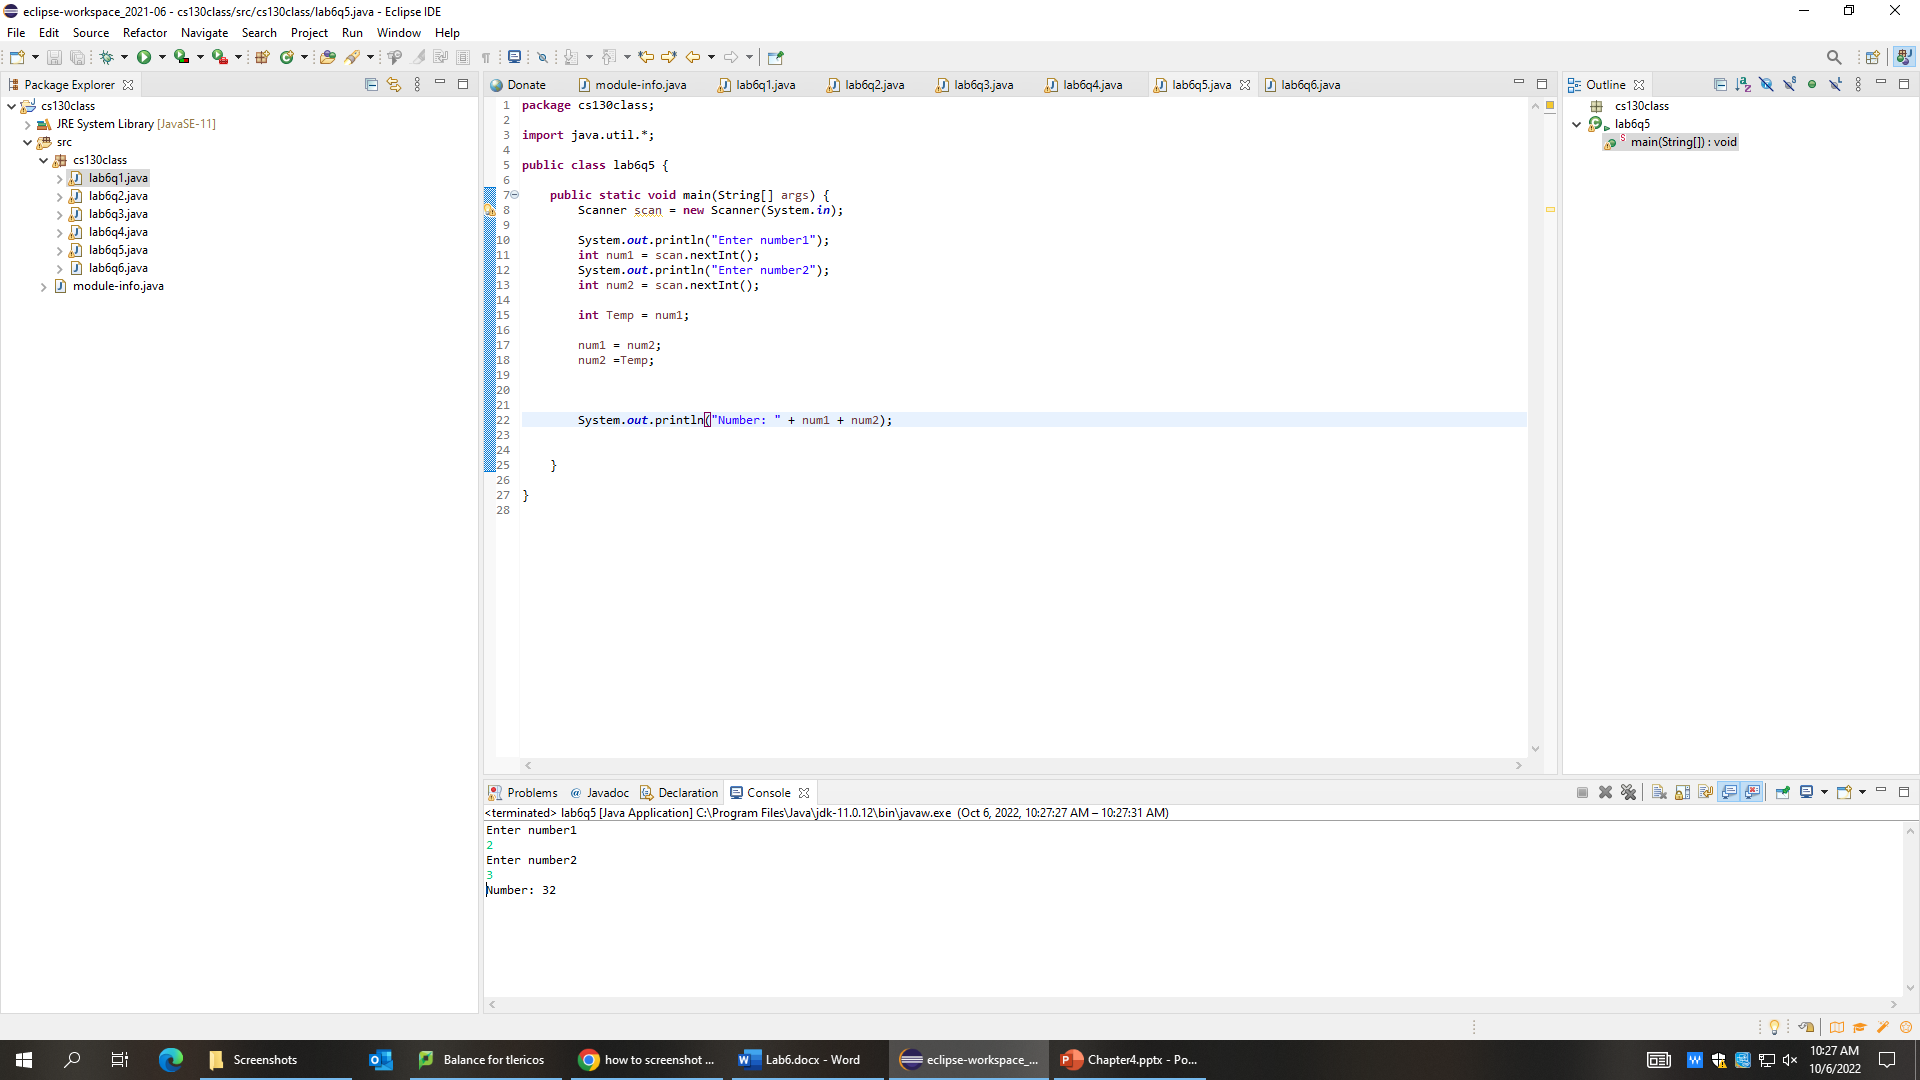 eclipse-workspace_2021-06 - cs130class/src/cs130class/lab6q5.java - Eclipse IDE
File Edit Source Refactor Navigate Search Project Run Window Help
Package Explorer
cs130class
JRE System Library [JavaSE-11]
src
cs130class
lab6q1.java
lab6q2.java
lab6q3.java
lab6q4.java
lab6q5.java
lab6q6.java
module-info.java
Donate module-info.java lab6q1.java lab6q2.java lab6q3.java lab6q4.java lab6q5.java lab6q6.java
1 package cs130class;
2
3 import java.util.*;
4
5 public class lab6q5 {
6
7 public static void main(String[] args) {
8 Scanner scan = new Scanner(System.in);
9
10 System.out.println("Enter number1");
11 int num1 = scan.nextInt();
12 System.out.println("Enter number2");
13 int num2 = scan.nextInt();
14
15 int Temp = num1;
16
17 num1 = num2;
18 num2 =Temp;
19
20
21
22 System.out.println("Number: " + num1 + num2);
23
24
25 }
26
27 }
28
Outline
cs130class
lab6q5
main(String[]) : void
Problems @ Javadoc Declaration Console
<terminated> lab6q5 [Java Application] C:\Program Files\Java\jdk-11.0.12\bin\javaw.exe (Oct 6, 2022, 10:27:27 AM – 10:27:31 AM)
Enter number1
2
Enter number2
3
Number: 32
Screenshots
Balance for tlericos
how to screenshot ...
Lab6.docx - Word
eclipse-workspace_...
Chapter4.pptx - Po...
10:27 AM
10/6/2022